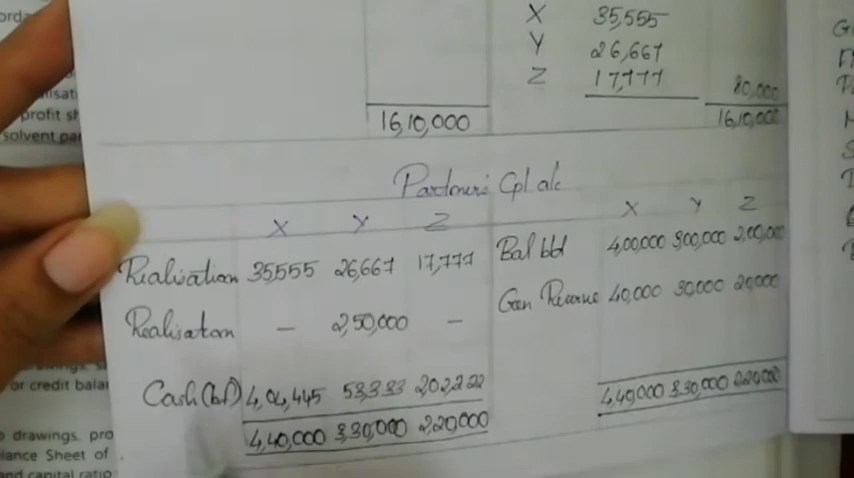 X 35,555
Y 26,667
Z 17,777 80,000
16,10,000 16,10,000
Partners Cpl a/c
X Y Z X Y Z
Realisation 35,555 26,667 17,777 Bal b/d 4,00,000 3,00,000 2,00,000
Realisation - 2,50,000 - Gen Reserve 40,000 30,000 20,000
Cash (b/f) 4,04,445 53,333 2,02,222
4,40,000 3,30,000 2,20,000 4,40,000 3,30,000 2,20,000
profit sh
solvent pa
or credit bala
drawings, pro
lance Sheet of
and capital ratio